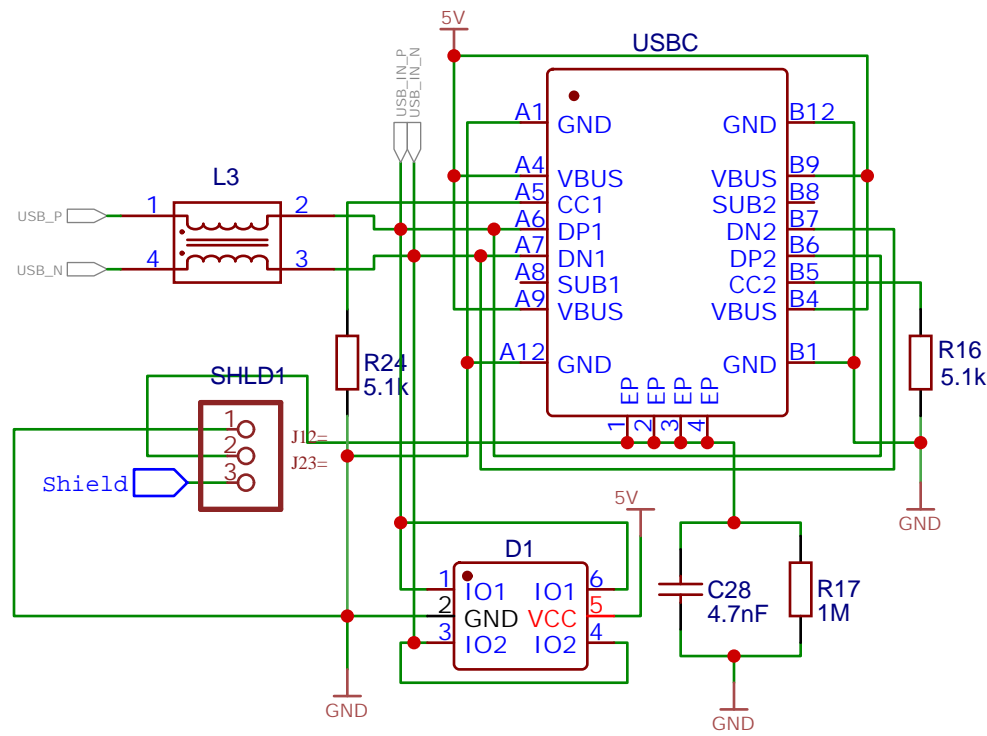 5V
USBC
USB_IN_P
USB_IN_N
A1
GND
GND
B12
A4
VBUS
VBUS
B9
A5
CC1
SUB2
B8
A6
DP1
DN2
B7
A7
DN1
DP2
B6
A8
SUB1
CC2
B5
A9
VBUS
VBUS
B4
A12
GND
GND
B1
EP
EP
EP
EP
1
2
3
4
L3
USB_P
1
2
USB_N
4
3
R24
5.1k
R16
5.1k
GND
SHLD1
1
J12=
2
J23=
3
Shield
5V
D1
1
IO1
IO1
6
2
GND
VCC
5
3
IO2
IO2
4
GND
C28
4.7nF
R17
1M
GND